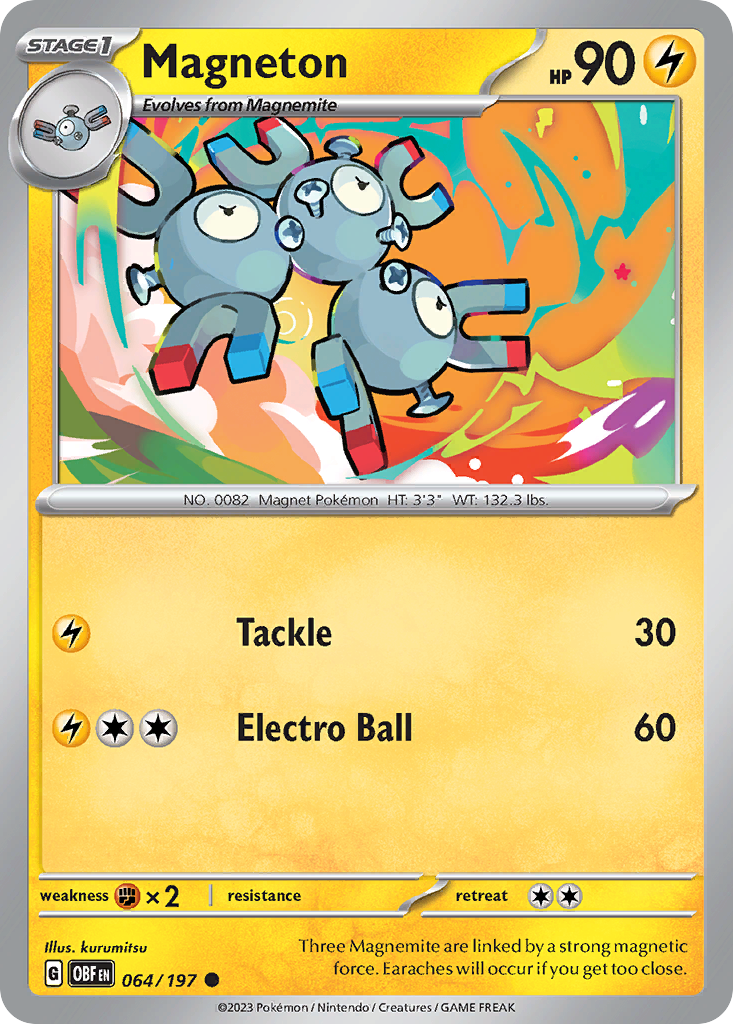 STAGE1
Magneton
HP 90
Evolves from Magnemite
NO. 0082 Magnet Pokémon HT: 3'3" WT: 132.3 lbs.
Tackle 30
Electro Ball 60
weakness ×2 resistance retreat
Illus. kurumitsu
Three Magnemite are linked by a strong magnetic
force. Earaches will occur if you get too close.
G OBF EN 064/197
©2023 Pokémon / Nintendo / Creatures / GAME FREAK